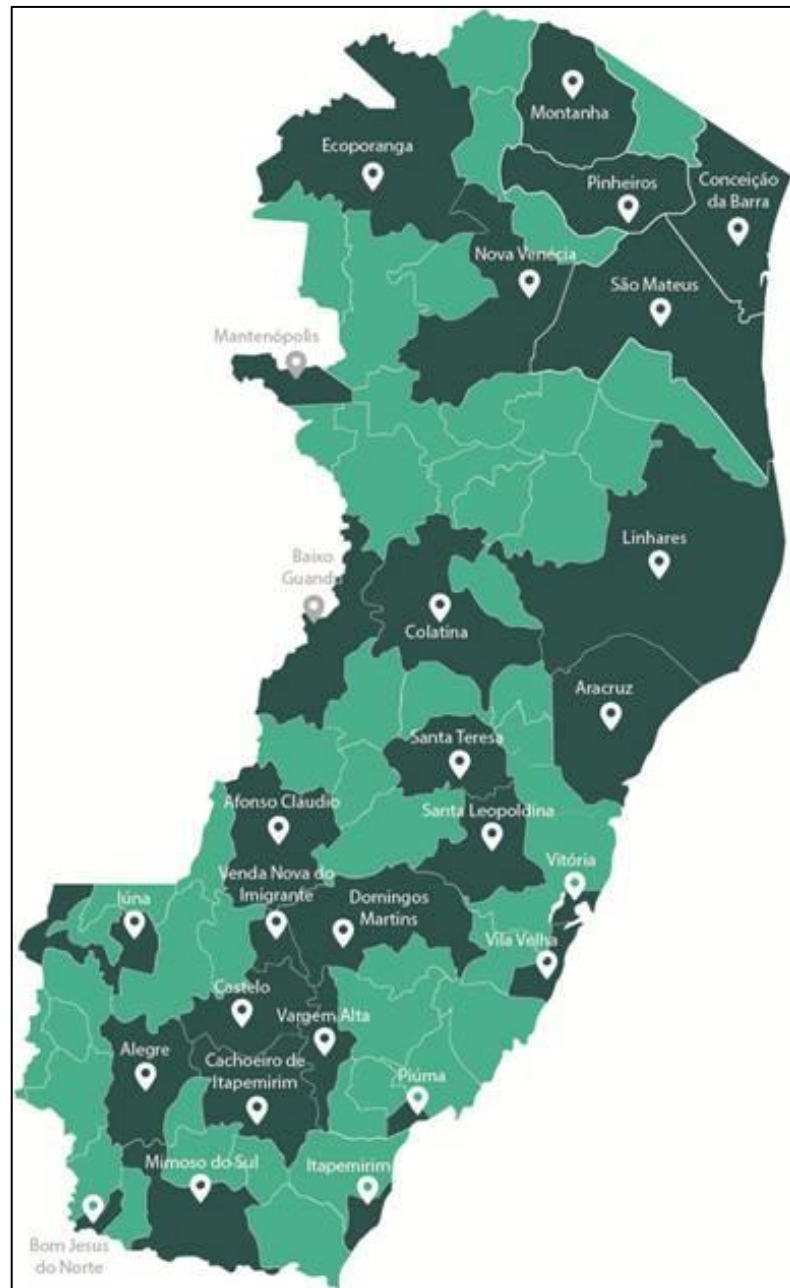 Montanha
Ecoporanga
Pinheiros
Conceição
da Barra
Nova Venécia
São Mateus
Mantenópolis
Linhares
Baixo
Guandu
Colatina
Aracruz
Santa Teresa
Afonso Cláudio
Santa Leopoldina
Vitória
Venda Nova do
Imigrante
Domingos
Martins
Iúna
Vila Velha
Castelo
Vargem Alta
Alegre
Cachoeiro de
Itapemirim
Piúma
Mimoso do Sul
Itapemirim
Bom Jesus
do Norte